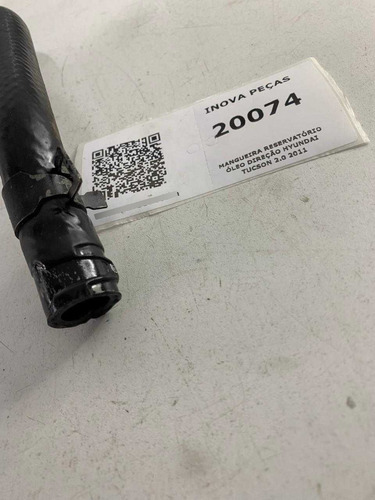 INOVA PEÇAS
20074
MANGUEIRA RESERVATÓRIO
ÓLEO DIREÇÃO HYUNDAI
TUCSON 2.0 2011